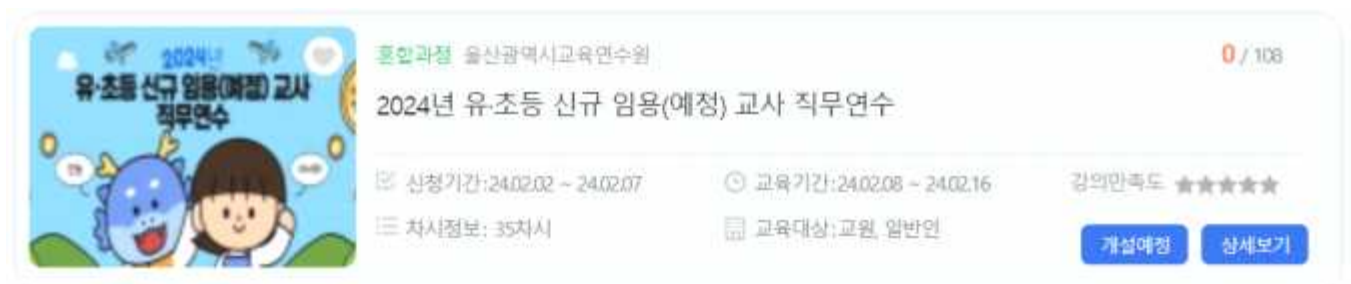 2024년
유·초등 신규 임용(예정) 교사
직무연수
혼합과정 울산광역시교육연수원
0 / 108
2024년 유·초등 신규 임용(예정) 교사 직무연수
신청기간:24.02.02 ~ 24.02.07
교육기간:24.02.08 ~ 24.02.16
강의만족도 ★★★★★
차시정보: 35차시
교육대상:교원, 일반인
개설예정
상세보기